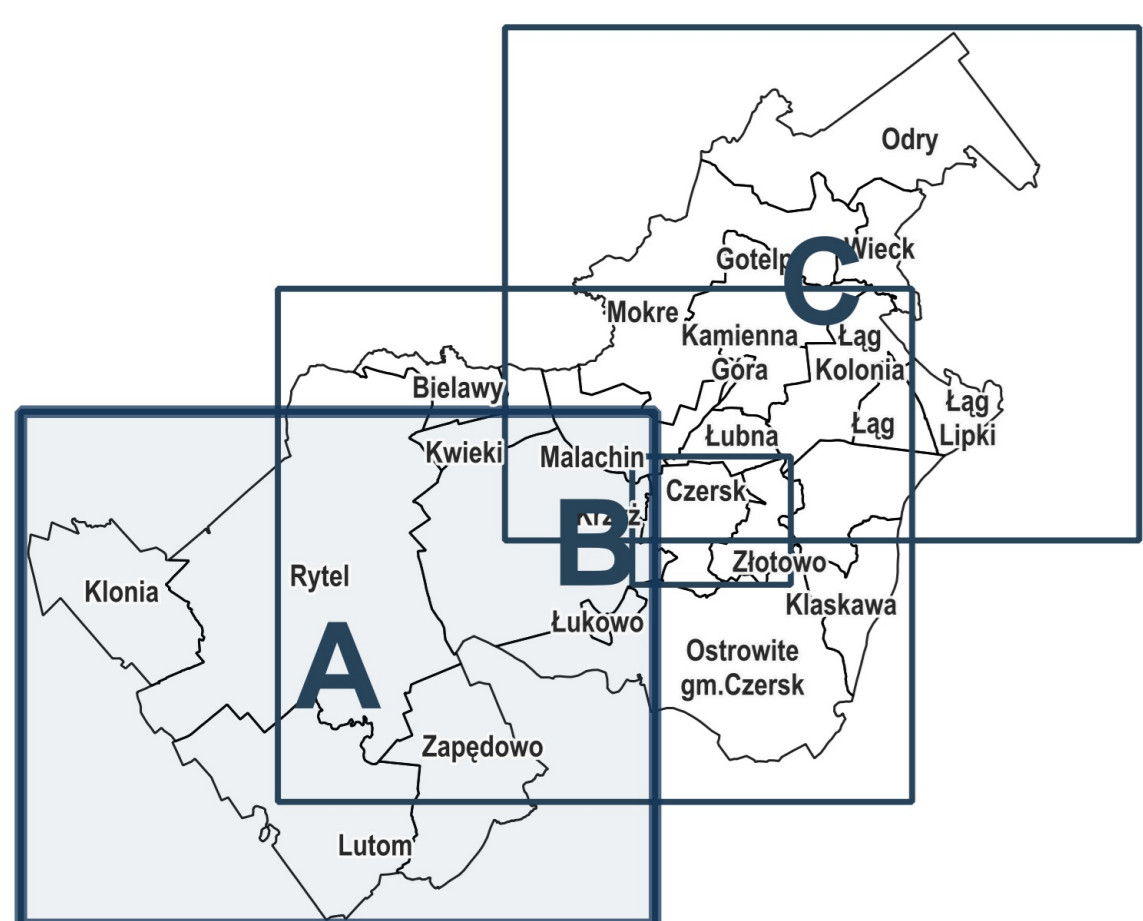 Odry
Wieck
Gotelp
C
Mokre
Kamienna
Góra
Łąg
Kolonia
Bielawy
Łąg
Lipki
Łąg
Łubna
Kwieki
Malachin
Czersk
Krzyż
B
Złotowo
Rytel
Klonia
Klaskawa
Łukowo
Ostrowite
gm.Czersk
A
Zapędowo
Lutom